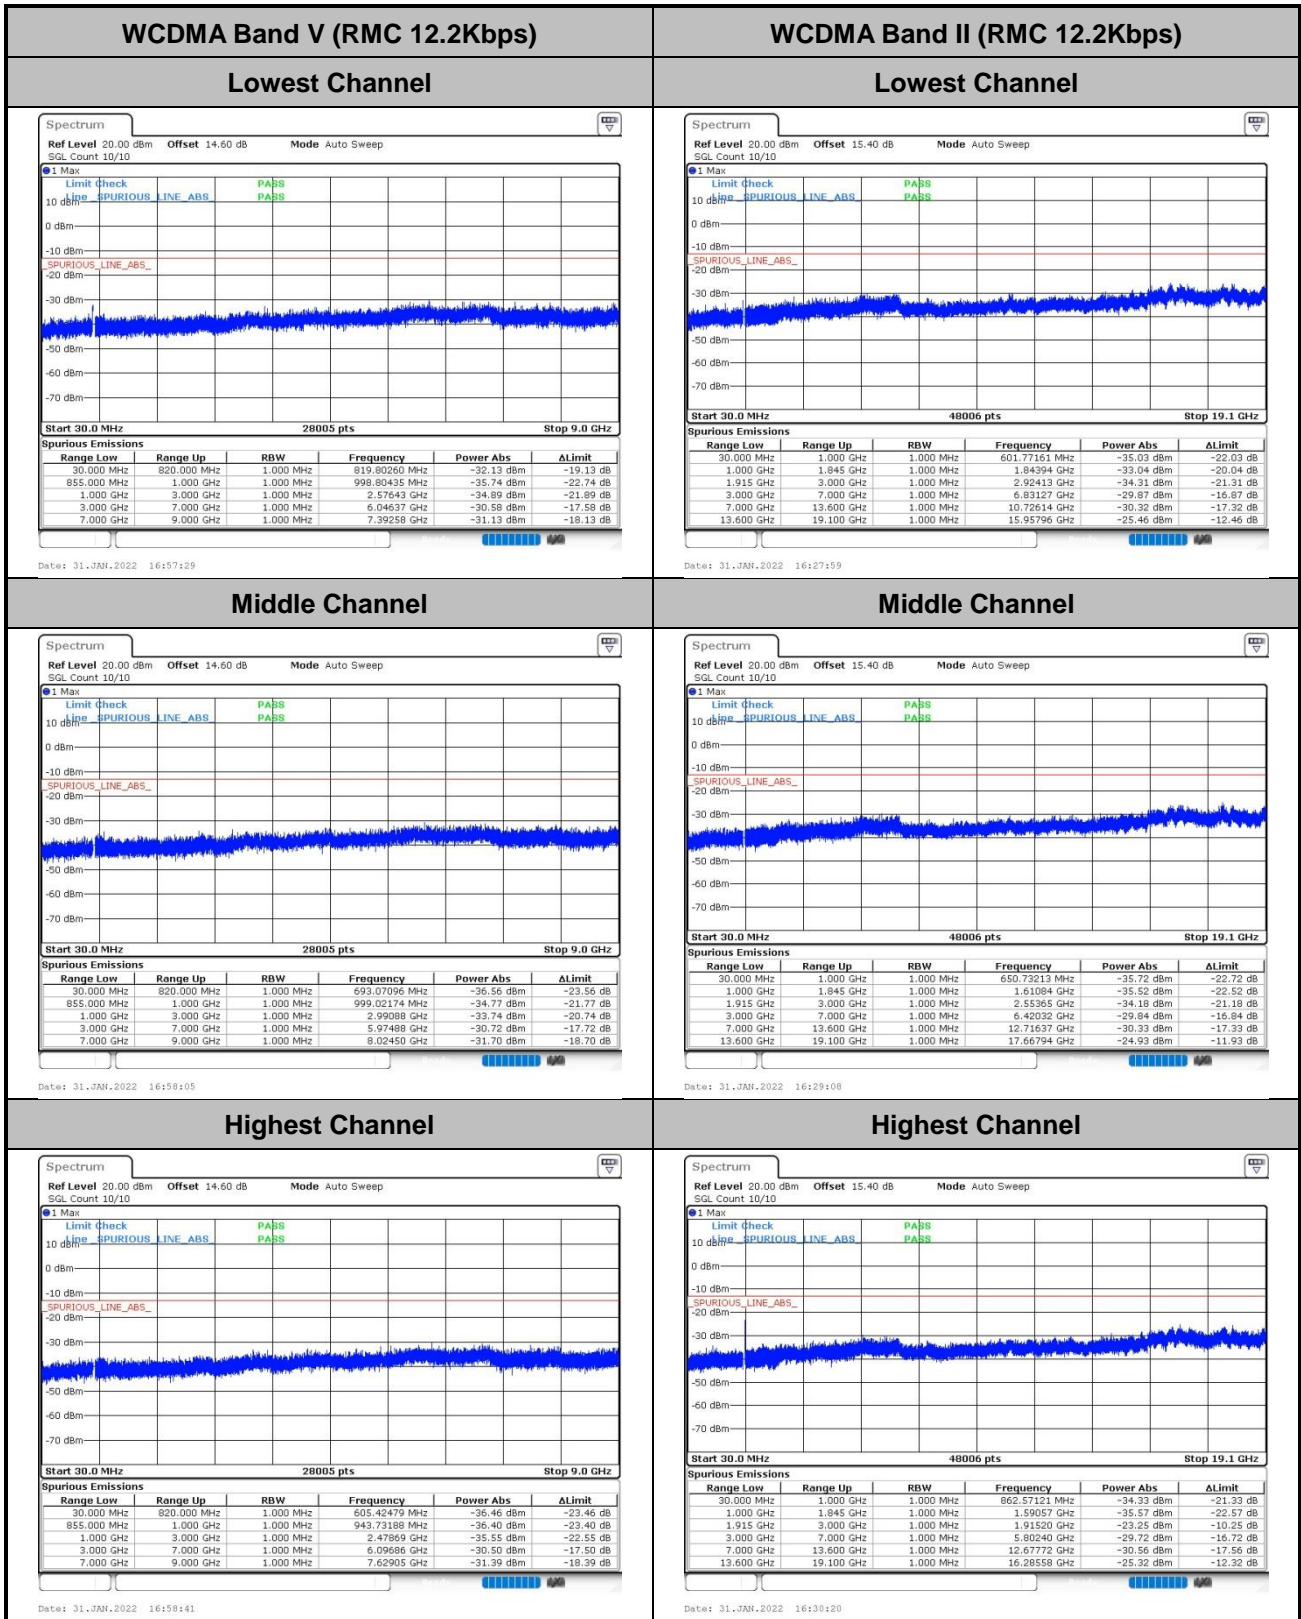 WCDMA Band V (RMC 12.2Kbps)
WCDMA Band II (RMC 12.2Kbps)
Lowest Channel
Lowest Channel
Spectrum
Ref Level 20.00 dBm Offset 14.60 dB Mode Auto Sweep
SGL Count 10/10
1 Max
Limit Check PASS
10 dBm Line _SPURIOUS_LINE_ABS_ PASS
0 dBm
-10 dBm
_SPURIOUS_LINE_ABS_
-20 dBm
-30 dBm
-50 dBm
-60 dBm
-70 dBm
Start 30.0 MHz 28005 pts Stop 9.0 GHz
Spurious Emissions
Range Low Range Up RBW Frequency Power Abs ΔLimit
30.000 MHz 820.000 MHz 1.000 MHz 819.80260 MHz -32.13 dBm -19.13 dB
855.000 MHz 1.000 GHz 1.000 MHz 998.80435 MHz -35.74 dBm -22.74 dB
1.000 GHz 3.000 GHz 1.000 MHz 2.57643 GHz -34.89 dBm -21.89 dB
3.000 GHz 7.000 GHz 1.000 MHz 6.04637 GHz -30.58 dBm -17.58 dB
7.000 GHz 9.000 GHz 1.000 MHz 7.39258 GHz -31.13 dBm -18.13 dB
Date: 31.JAN.2022 16:57:29
Spectrum
Ref Level 20.00 dBm Offset 15.40 dB Mode Auto Sweep
SGL Count 10/10
1 Max
Limit Check PASS
10 dBm Line _SPURIOUS_LINE_ABS_ PASS
0 dBm
-10 dBm
_SPURIOUS_LINE_ABS_
-20 dBm
-30 dBm
-50 dBm
-60 dBm
-70 dBm
Start 30.0 MHz 48006 pts Stop 19.1 GHz
Spurious Emissions
Range Low Range Up RBW Frequency Power Abs ΔLimit
30.000 MHz 1.000 GHz 1.000 MHz 601.77161 MHz -35.03 dBm -22.03 dB
1.000 GHz 1.845 GHz 1.000 MHz 1.84394 GHz -33.04 dBm -20.04 dB
1.915 GHz 3.000 GHz 1.000 MHz 2.92413 GHz -34.31 dBm -21.31 dB
3.000 GHz 7.000 GHz 1.000 MHz 6.83127 GHz -29.87 dBm -16.87 dB
7.000 GHz 13.600 GHz 1.000 MHz 10.72614 GHz -30.32 dBm -17.32 dB
13.600 GHz 19.100 GHz 1.000 MHz 15.95796 GHz -25.46 dBm -12.46 dB
Date: 31.JAN.2022 16:27:59
Middle Channel
Middle Channel
Spectrum
Ref Level 20.00 dBm Offset 14.60 dB Mode Auto Sweep
SGL Count 10/10
1 Max
Limit Check PASS
10 dBm Line _SPURIOUS_LINE_ABS_ PASS
0 dBm
-10 dBm
_SPURIOUS_LINE_ABS_
-20 dBm
-30 dBm
-50 dBm
-60 dBm
-70 dBm
Start 30.0 MHz 28005 pts Stop 9.0 GHz
Spurious Emissions
Range Low Range Up RBW Frequency Power Abs ΔLimit
30.000 MHz 820.000 MHz 1.000 MHz 693.07096 MHz -36.56 dBm -23.56 dB
855.000 MHz 1.000 GHz 1.000 MHz 999.02174 MHz -34.77 dBm -21.77 dB
1.000 GHz 3.000 GHz 1.000 MHz 2.99088 GHz -33.74 dBm -20.74 dB
3.000 GHz 7.000 GHz 1.000 MHz 5.97488 GHz -30.72 dBm -17.72 dB
7.000 GHz 9.000 GHz 1.000 MHz 8.02450 GHz -31.70 dBm -18.70 dB
Date: 31.JAN.2022 16:58:05
Spectrum
Ref Level 20.00 dBm Offset 15.40 dB Mode Auto Sweep
SGL Count 10/10
1 Max
Limit Check PASS
10 dBm Line _SPURIOUS_LINE_ABS_ PASS
0 dBm
-10 dBm
_SPURIOUS_LINE_ABS_
-20 dBm
-30 dBm
-50 dBm
-60 dBm
-70 dBm
Start 30.0 MHz 48006 pts Stop 19.1 GHz
Spurious Emissions
Range Low Range Up RBW Frequency Power Abs ΔLimit
30.000 MHz 1.000 GHz 1.000 MHz 650.73213 MHz -35.72 dBm -22.72 dB
1.000 GHz 1.845 GHz 1.000 MHz 1.61084 GHz -35.52 dBm -22.52 dB
1.915 GHz 3.000 GHz 1.000 MHz 2.55365 GHz -34.18 dBm -21.18 dB
3.000 GHz 7.000 GHz 1.000 MHz 6.42032 GHz -29.84 dBm -16.84 dB
7.000 GHz 13.600 GHz 1.000 MHz 12.71637 GHz -30.33 dBm -17.33 dB
13.600 GHz 19.100 GHz 1.000 MHz 17.66794 GHz -24.93 dBm -11.93 dB
Date: 31.JAN.2022 16:29:08
Highest Channel
Highest Channel
Spectrum
Ref Level 20.00 dBm Offset 14.60 dB Mode Auto Sweep
SGL Count 10/10
1 Max
Limit Check PASS
10 dBm Line _SPURIOUS_LINE_ABS_ PASS
0 dBm
-10 dBm
_SPURIOUS_LINE_ABS_
-20 dBm
-30 dBm
-50 dBm
-60 dBm
-70 dBm
Start 30.0 MHz 28005 pts Stop 9.0 GHz
Spurious Emissions
Range Low Range Up RBW Frequency Power Abs ΔLimit
30.000 MHz 820.000 MHz 1.000 MHz 605.42479 MHz -36.46 dBm -23.46 dB
855.000 MHz 1.000 GHz 1.000 MHz 943.73188 MHz -36.40 dBm -23.40 dB
1.000 GHz 3.000 GHz 1.000 MHz 2.47869 GHz -35.55 dBm -22.55 dB
3.000 GHz 7.000 GHz 1.000 MHz 6.09686 GHz -30.50 dBm -17.50 dB
7.000 GHz 9.000 GHz 1.000 MHz 7.62905 GHz -31.39 dBm -18.39 dB
Date: 31.JAN.2022 16:58:41
Spectrum
Ref Level 20.00 dBm Offset 15.40 dB Mode Auto Sweep
SGL Count 10/10
1 Max
Limit Check PASS
10 dBm Line _SPURIOUS_LINE_ABS_ PASS
0 dBm
-10 dBm
_SPURIOUS_LINE_ABS_
-20 dBm
-30 dBm
-50 dBm
-60 dBm
-70 dBm
Start 30.0 MHz 48006 pts Stop 19.1 GHz
Spurious Emissions
Range Low Range Up RBW Frequency Power Abs ΔLimit
30.000 MHz 1.000 GHz 1.000 MHz 862.57121 MHz -34.33 dBm -21.33 dB
1.000 GHz 1.845 GHz 1.000 MHz 1.59057 GHz -35.57 dBm -22.57 dB
1.915 GHz 3.000 GHz 1.000 MHz 1.91520 GHz -23.25 dBm -10.25 dB
3.000 GHz 7.000 GHz 1.000 MHz 5.80240 GHz -29.72 dBm -16.72 dB
7.000 GHz 13.600 GHz 1.000 MHz 12.67772 GHz -30.56 dBm -17.56 dB
13.600 GHz 19.100 GHz 1.000 MHz 16.28558 GHz -25.32 dBm -12.32 dB
Date: 31.JAN.2022 16:30:20